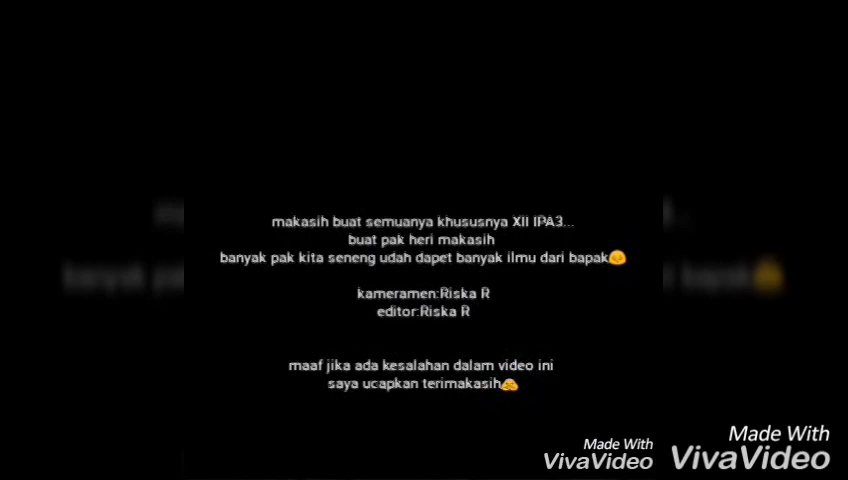 makasih buat semuanya khususnya XII IPA3...
buat pak heri makasih
banyak pak kita seneng udah dapet banyak ilmu dari bapak😊
kameramen:Riska R
editor:Riska R
maaf jika ada kesalahan dalam video ini
saya ucapkan terimakasih🙏
Made With
VivaVideo
Made With
VivaVideo